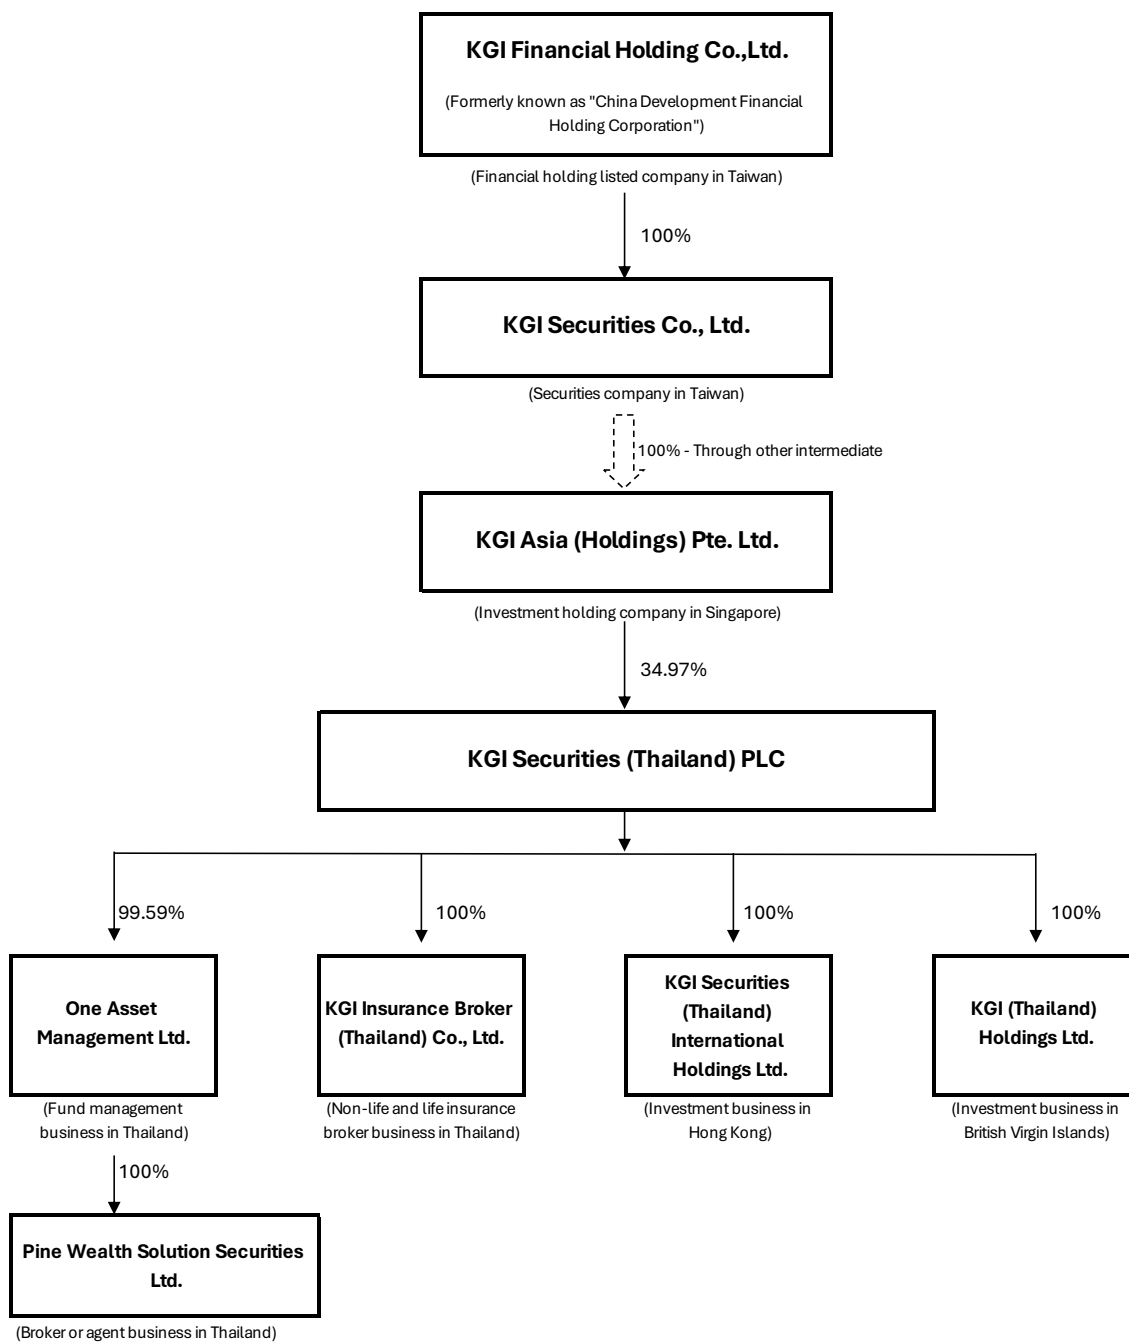 KGI Financial Holding Co.,Ltd.
(Formerly known as "China Development Financial
Holding Corporation")
(Financial holding listed company in Taiwan)
100%
KGI Securities Co., Ltd.
(Securities company in Taiwan)
100% - Through other intermediate
KGI Asia (Holdings) Pte. Ltd.
(Investment holding company in Singapore)
34.97%
KGI Securities (Thailand) PLC
99.59%
100%
100%
100%
One Asset
Management Ltd.
(Fund management
business in Thailand)
KGI Insurance Broker
(Thailand) Co., Ltd.
(Non-life and life insurance
broker business in Thailand)
KGI Securities
(Thailand)
International
Holdings Ltd.
(Investment business in
Hong Kong)
KGI (Thailand)
Holdings Ltd.
(Investment business in
British Virgin Islands)
100%
Pine Wealth Solution Securities
Ltd.
(Broker or agent business in Thailand)